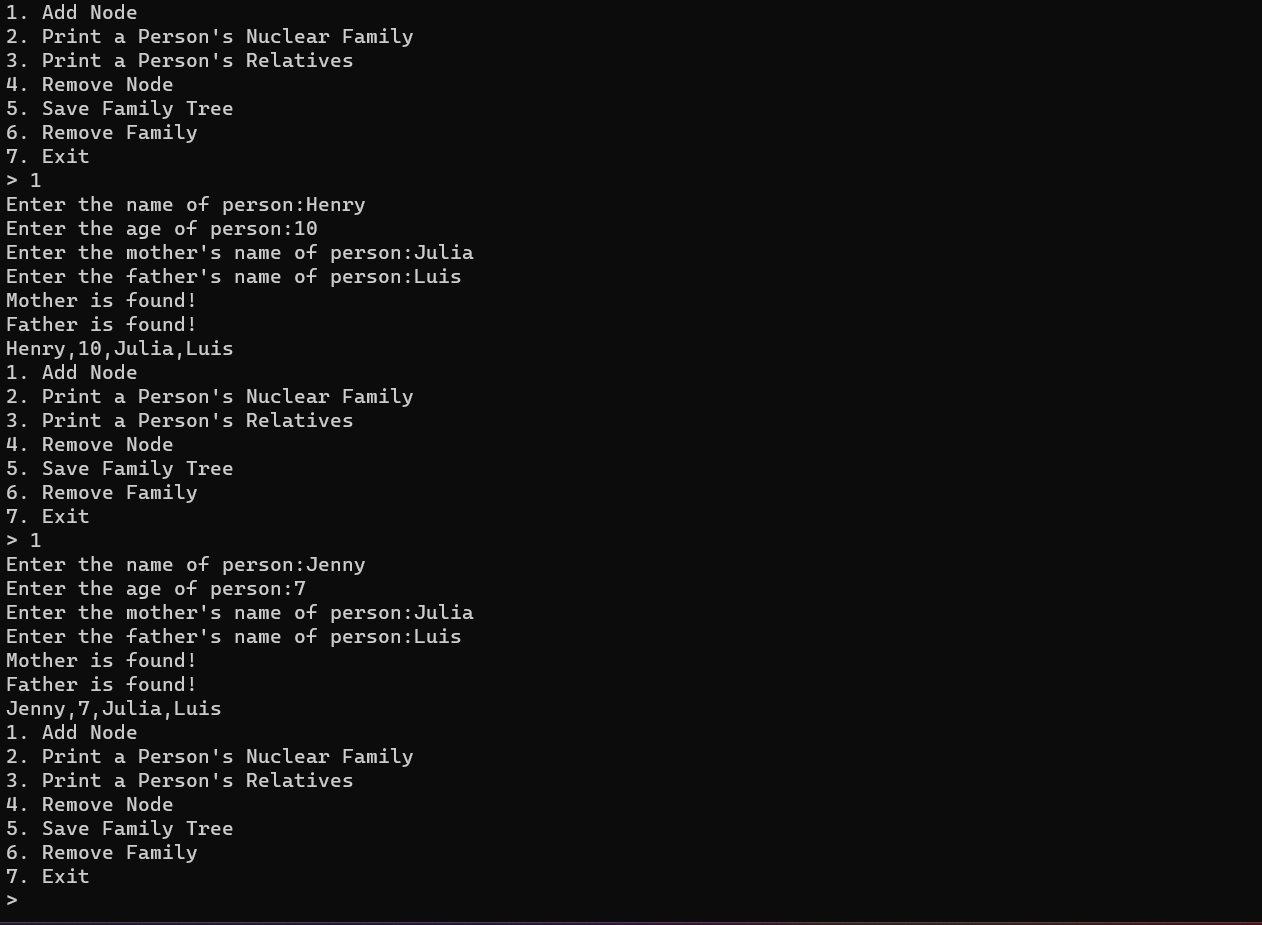 1. Add Node
2. Print a Person's Nuclear Family
3. Print a Person's Relatives
4. Remove Node
5. Save Family Tree
6. Remove Family
7. Exit
> 1
Enter the name of person:Henry
Enter the age of person:10
Enter the mother's name of person:Julia
Enter the father's name of person:Luis
Mother is found!
Father is found!
Henry,10,Julia,Luis
1. Add Node
2. Print a Person's Nuclear Family
3. Print a Person's Relatives
4. Remove Node
5. Save Family Tree
6. Remove Family
7. Exit
> 1
Enter the name of person:Jenny
Enter the age of person:7
Enter the mother's name of person:Julia
Enter the father's name of person:Luis
Mother is found!
Father is found!
Jenny,7,Julia,Luis
1. Add Node
2. Print a Person's Nuclear Family
3. Print a Person's Relatives
4. Remove Node
5. Save Family Tree
6. Remove Family
7. Exit
>